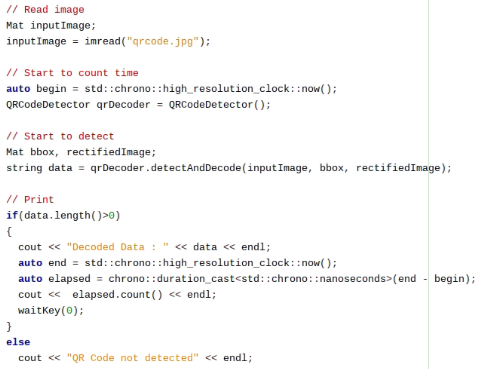 // Read image
Mat inputImage;
inputImage = imread("qrcode.jpg");

// Start to count time
auto begin = std::chrono::high_resolution_clock::now();
QRCodeDetector qrDecoder = QRCodeDetector();

// Start to detect
Mat bbox, rectifiedImage;
string data = qrDecoder.detectAndDecode(inputImage, bbox, rectifiedImage);

// Print
if(data.length()>0)
{
  cout << "Decoded Data : " << data << endl;
  auto end = std::chrono::high_resolution_clock::now();
  auto elapsed = chrono::duration_cast<std::chrono::nanoseconds>(end - begin);
  cout <<  elapsed.count() << endl;
  waitKey(0);
}
else
  cout << "QR Code not detected" << endl;